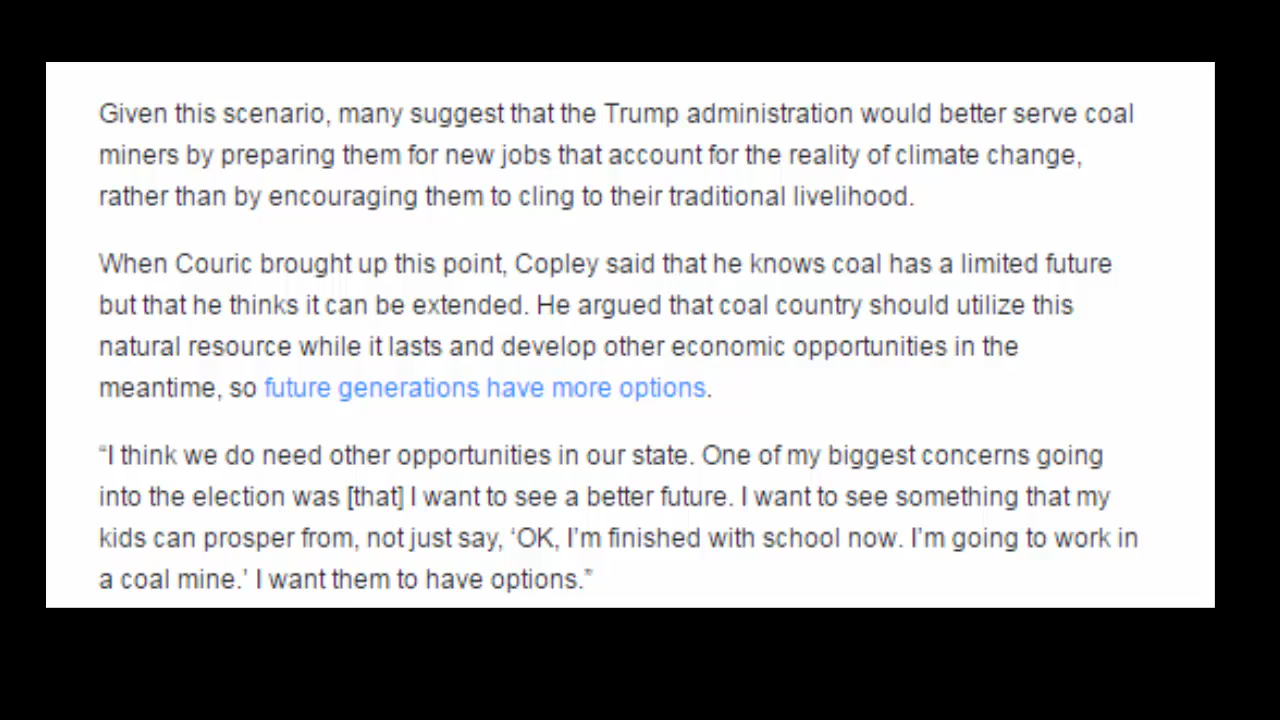 Given this scenario, many suggest that the Trump administration would better serve coal
miners by preparing them for new jobs that account for the reality of climate change,
rather than by encouraging them to cling to their traditional livelihood.
When Couric brought up this point, Copley said that he knows coal has a limited future
but that he thinks it can be extended. He argued that coal country should utilize this
natural resource while it lasts and develop other economic opportunities in the
meantime, so future generations have more options.
“I think we do need other opportunities in our state. One of my biggest concerns going
into the election was [that] I want to see a better future. I want to see something that my
kids can prosper from, not just say, ‘OK, I’m finished with school now. I’m going to work in
a coal mine.’ I want them to have options.”